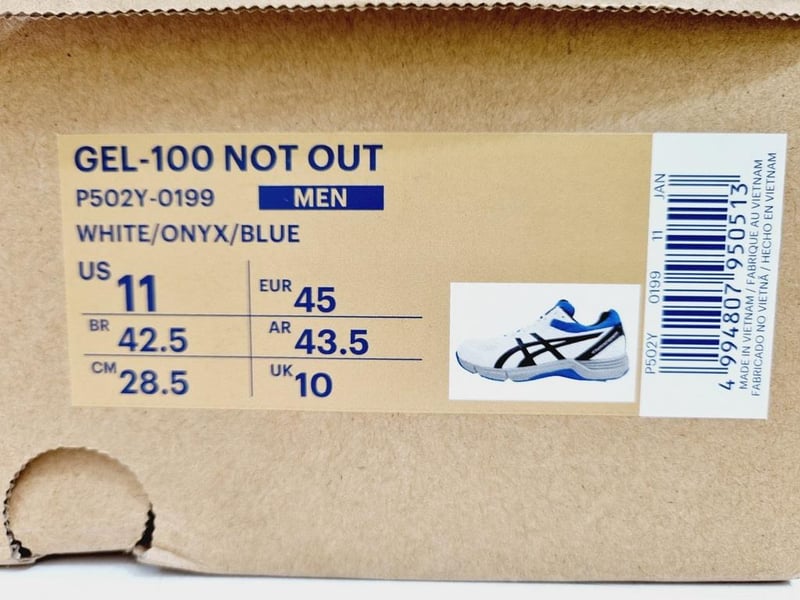 GEL-100 NOT OUT
P502Y-0199 MEN
WHITE/ONYX/BLUE
US 11 EUR 45
BR 42.5 AR 43.5
CM 28.5 UK 10
P502Y 0199 11 JAN
4 994807 950513
MADE IN VIETNAM / FABRIQUE AU VIETNAM
FABRICADO NO VIETNÃ / HECHO EN VIETNAM